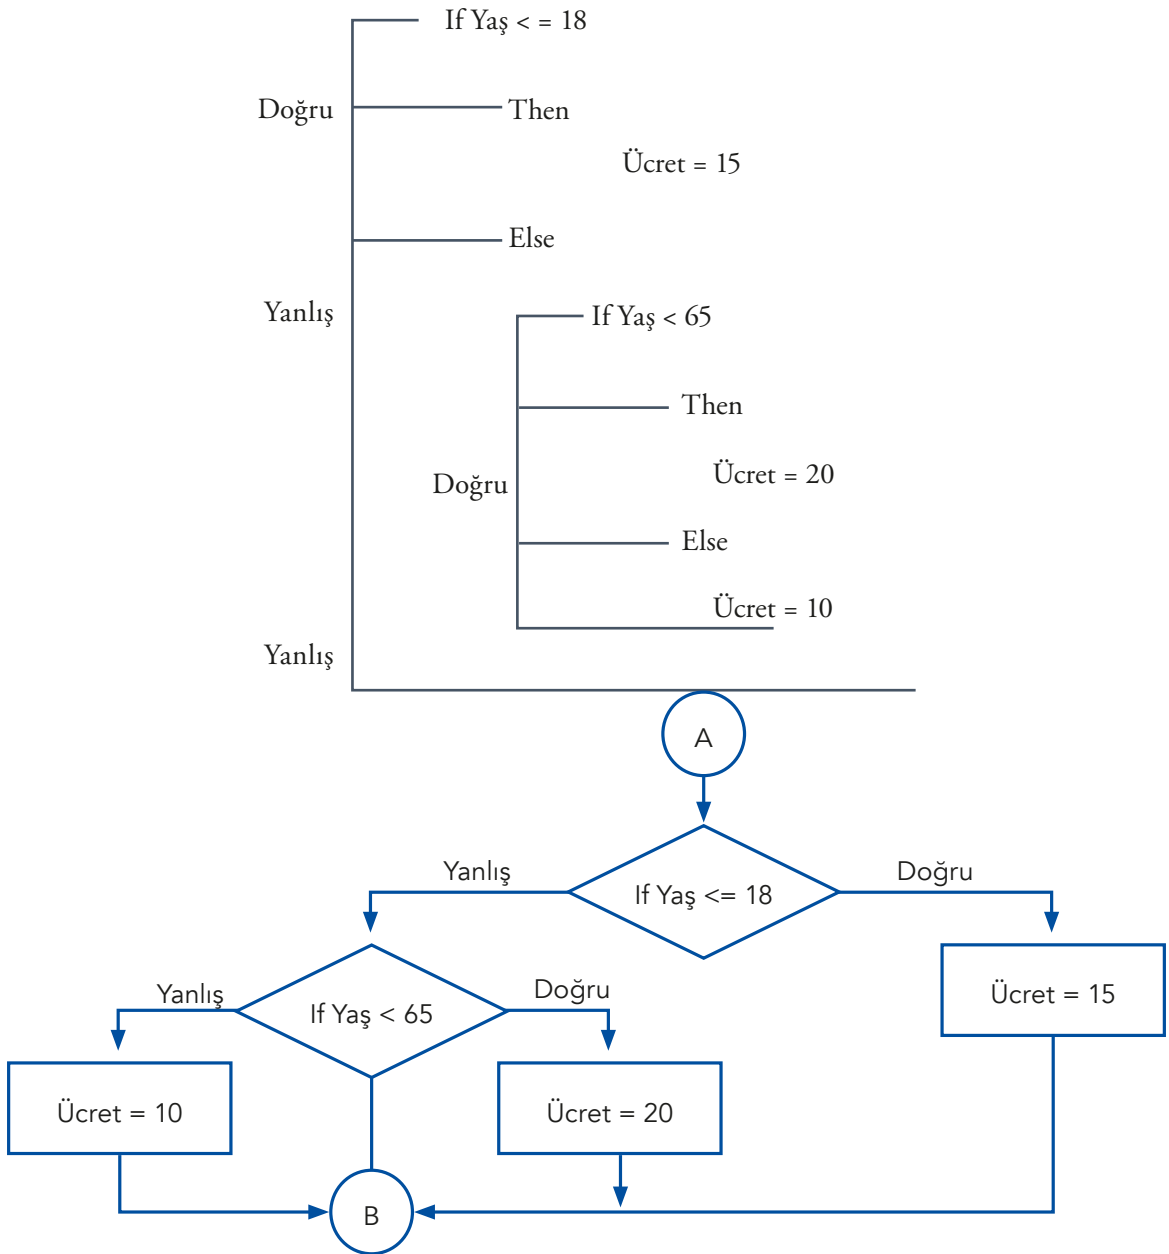 If Yaş < = 18
Doğru
Then
Ücret = 15
Else
Yanlış
If Yaş < 65
Then
Doğru
Ücret = 20
Else
Ücret = 10
Yanlış
A
Yanlış
If Yaş <= 18
Doğru
Yanlış
If Yaş < 65
Doğru
Ücret = 15
Ücret = 10
Ücret = 20
B